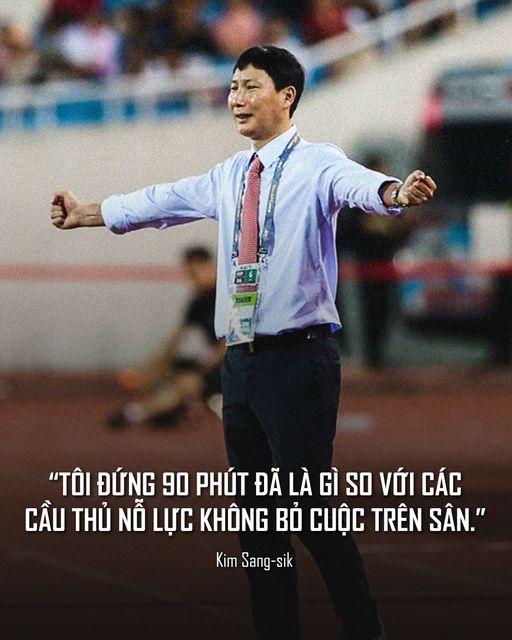 “TÔI ĐỨNG 90 PHÚT ĐÃ LÀ GÌ SO VỚI CÁC
CẦU THỦ NỖ LỰC KHÔNG BỎ CUỘC TRÊN SÂN.”
Kim Sang-sik